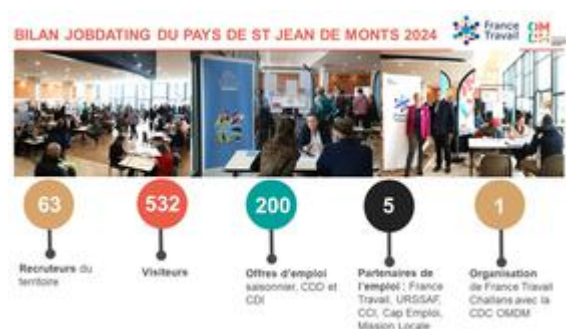 BILAN JOBDATING DU PAYS DE ST JEAN DE MONTS 2024
France
Travail
63
532
200
5
1
Recruteurs du
territoire
Visiteurs
Offres d'emploi
saisonnier, CDD et
CDI
Partenaires de
l'emploi : France
Travail, URSSAF,
CCI, Cap Emploi,
Mission Locale
Organisation
de France Travail
Challans avec la
CDC OMDM